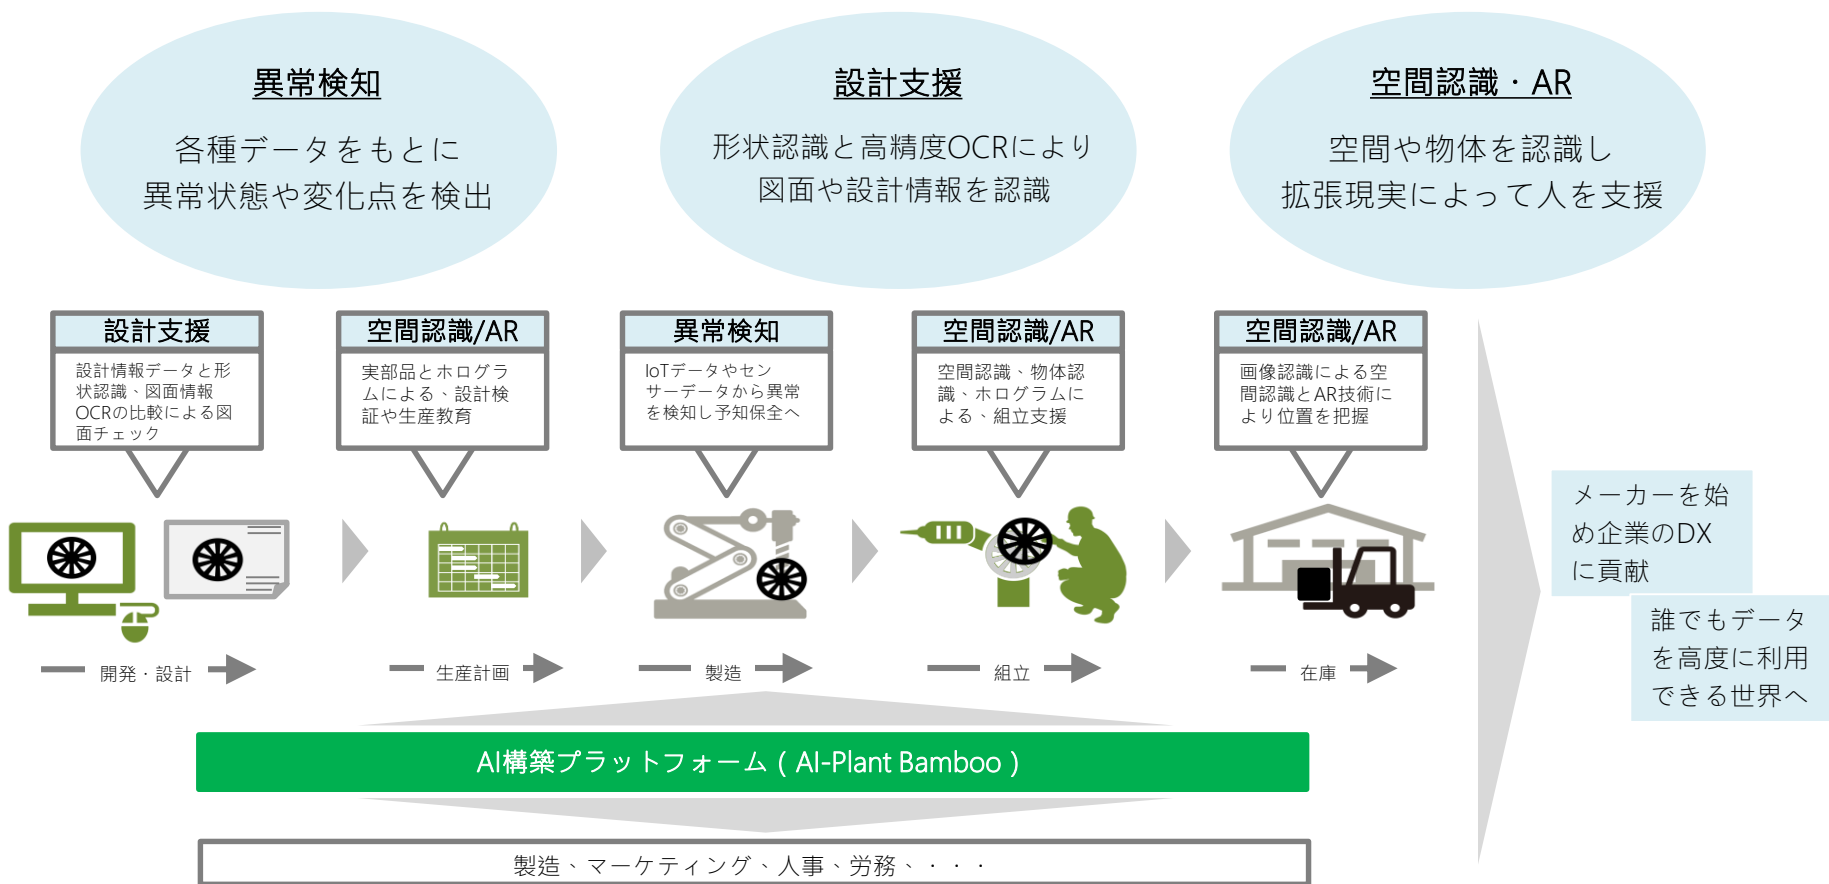 異常検知
各種データをもとに
異常状態や変化点を検出
設計支援
形状認識と高精度OCRにより
図面や設計情報を認識
空間認識・AR
空間や物体を認識し
拡張現実によって人を支援
設計支援
設計情報データと形
状認識、図面情報
OCRの比較による図
面チェック
空間認識/AR
実部品とホログラ
ムによる、設計検
証や生産教育
異常検知
IoTデータやセン
サーデータから異常
を検知し予知保全へ
空間認識/AR
空間認識、物体認
識、ホログラムに
よる、組立支援
空間認識/AR
画像認識による空
間認識とAR技術に
より位置を把握
開発・設計
生産計画
製造
組立
在庫
メーカーを始
め企業のDX
に貢献
誰でもデータ
を高度に利用
できる世界へ
AI構築プラットフォーム（AI-Plant Bamboo）
製造、マーケティング、人事、労務、・・・